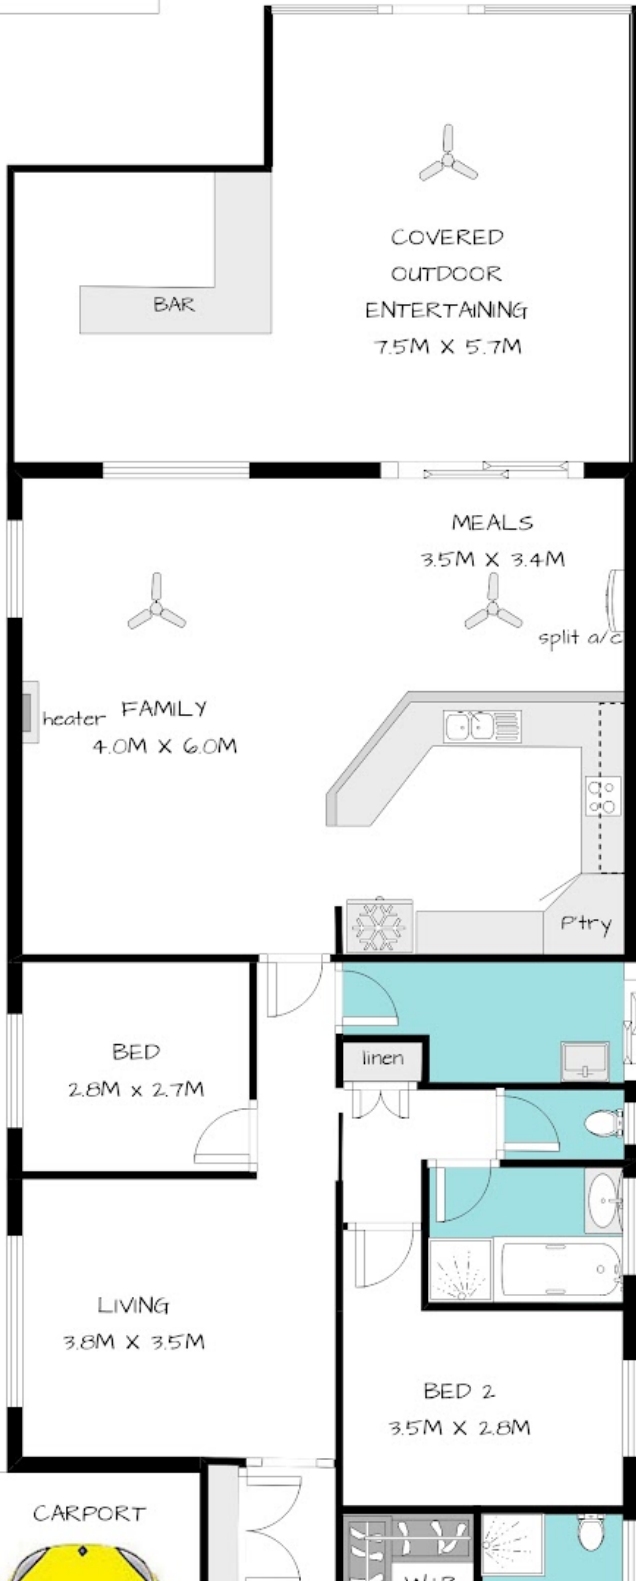 COVERED
OUTDOOR
ENTERTAINING
7.5M X 5.7M
BAR
MEALS
3.5M X 3.4M
split a/c
heater
FAMILY
4.0M X 6.0M
P'try
BED
2.8M X 2.7M
linen
LIVING
3.8M X 3.5M
BED 2
3.5M X 2.8M
CARPORT